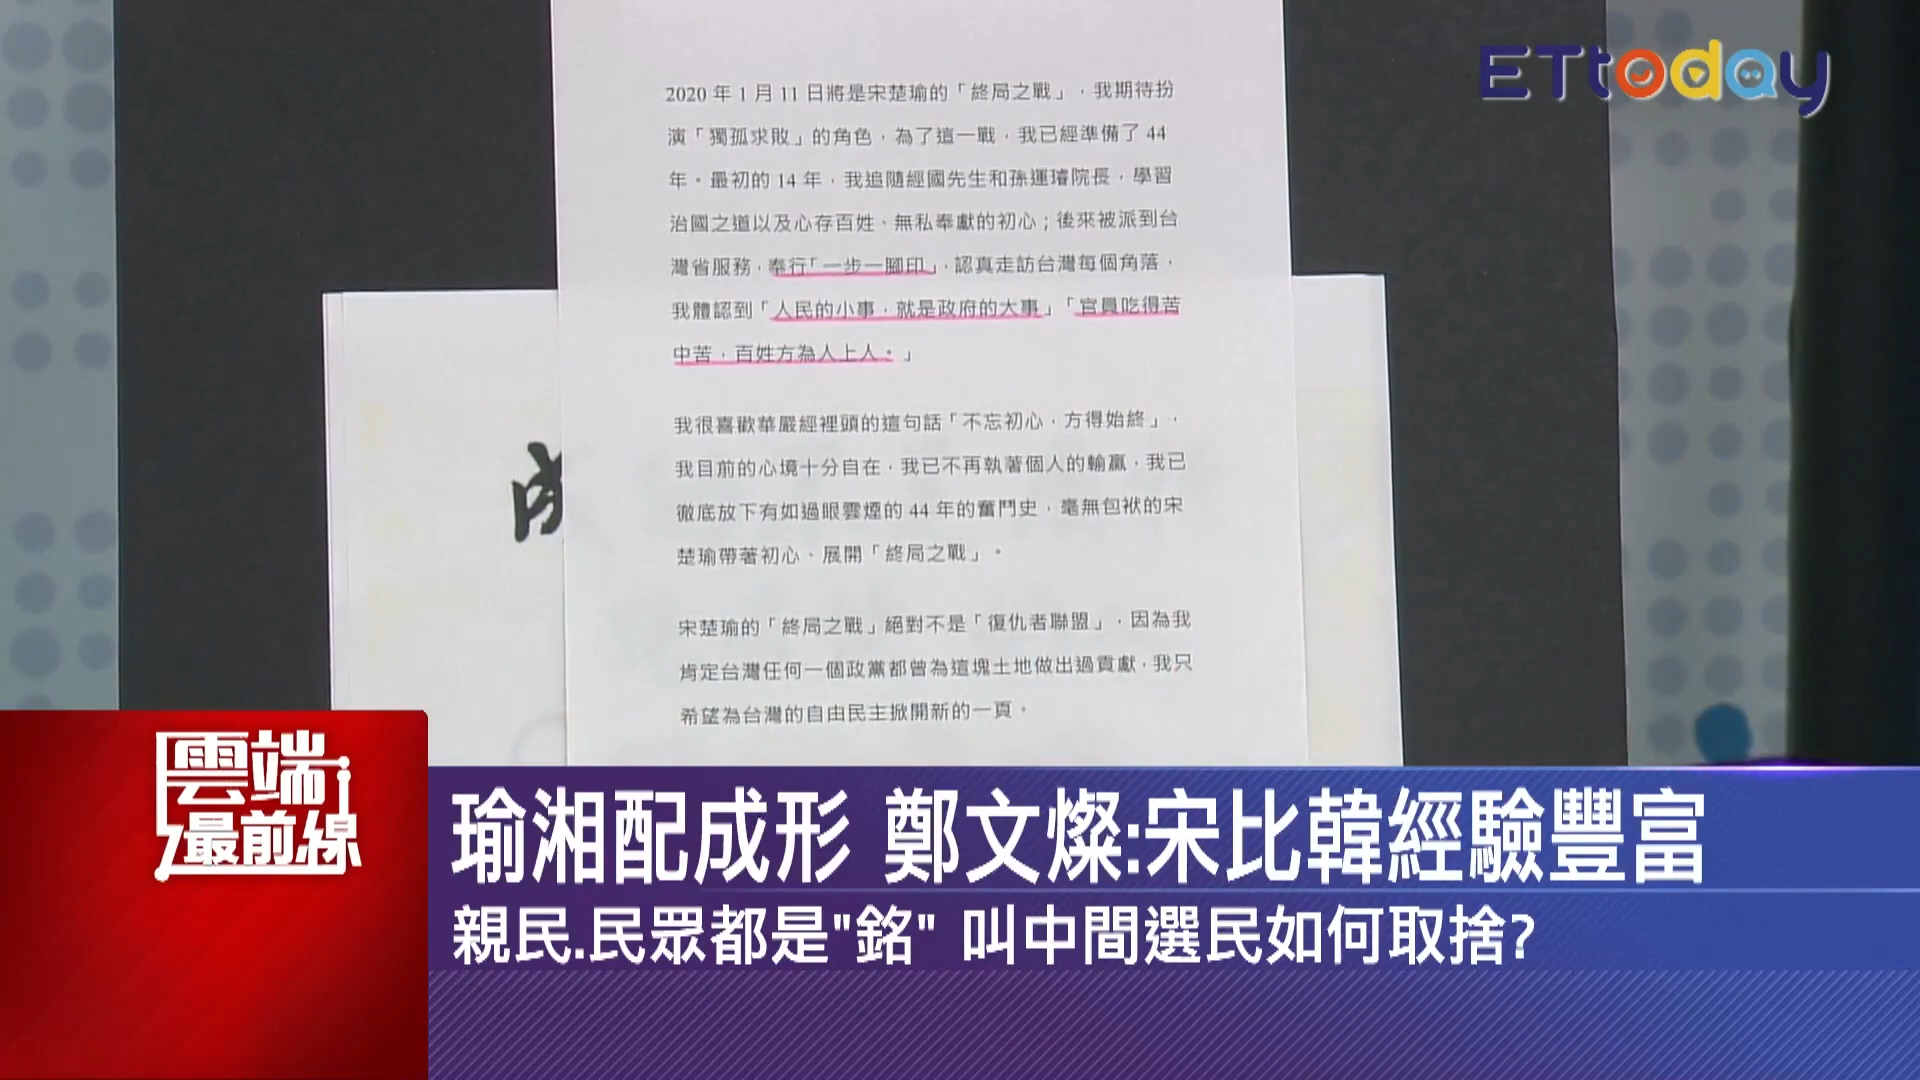 ETtoday
2020 年 1 月 11 日將是宋楚瑜的「終局之戰」，我期待扮
演「獨孤求敗」的角色，為了這一戰，我已經準備了 44
年。最初的 14 年，我追隨經國先生和孫運璿院長，學習
治國之道以及心存百姓、無私奉獻的初心；後來被派到台
灣省服務，奉行「一步一腳印」，認真走訪台灣每個角落，
我體認到「人民的小事，就是政府的大事」「官員吃得苦
中苦，百姓方為人上人。」
我很喜歡華嚴經裡頭的這句話「不忘初心，方得始終」，
我目前的心境十分自在，我已不再執著個人的輸贏，我已
徹底放下有如過眼雲煙的 44 年的奮鬥史，毫無包袱的宋
楚瑜帶著初心、展開「終局之戰」。
宋楚瑜的「終局之戰」絕對不是「復仇者聯盟」，因為我
肯定台灣任何一個政黨都曾為這塊土地做出過貢獻，我只
希望為台灣的自由民主掀開新的一頁，
雲端
最前線
瑜湘配成形 鄭文燦:宋比韓經驗豐富
親民.民眾都是"銘" 叫中間選民如何取捨?